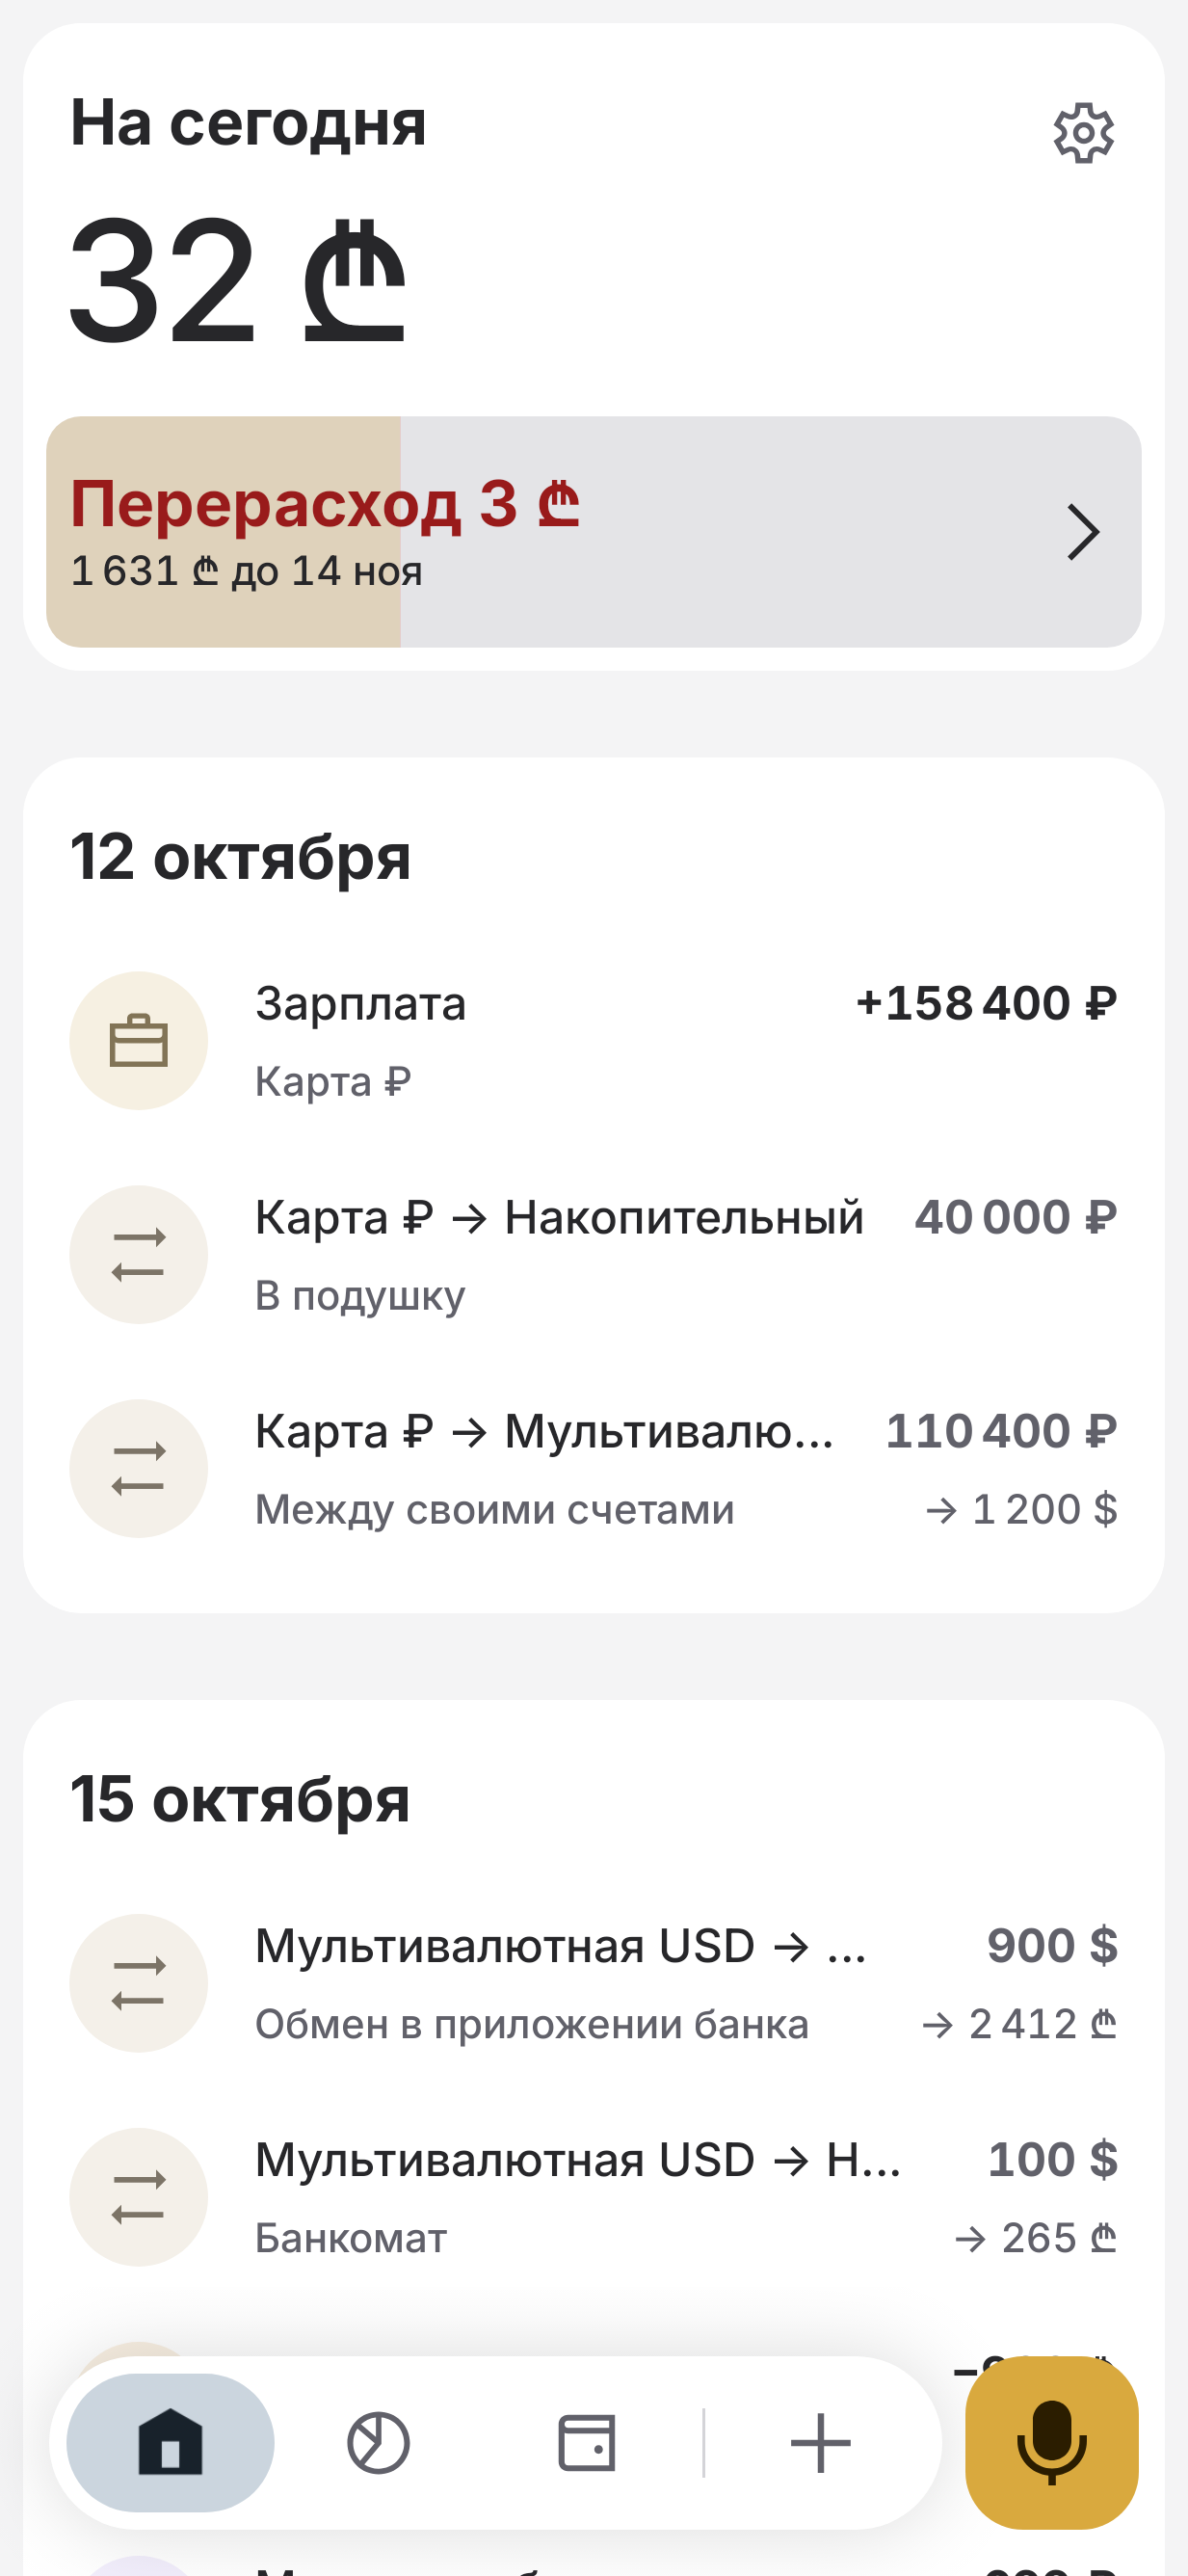 На сегодня
32 ₾
Перерасход 3 ₾
1 631 ₾ до 14 ноя
12 октября
Зарплата +158 400 ₽
Карта ₽
Карта ₽ → Накопительный 40 000 ₽
В подушку
Карта ₽ → Мультивалю... 110 400 ₽
Между своими счетами → 1 200 $
15 октября
Мультивалютная USD → ... 900 $
Обмен в приложении банка → 2 412 ₾
Мультивалютная USD → Н... 100 $
Банкомат → 265 ₾